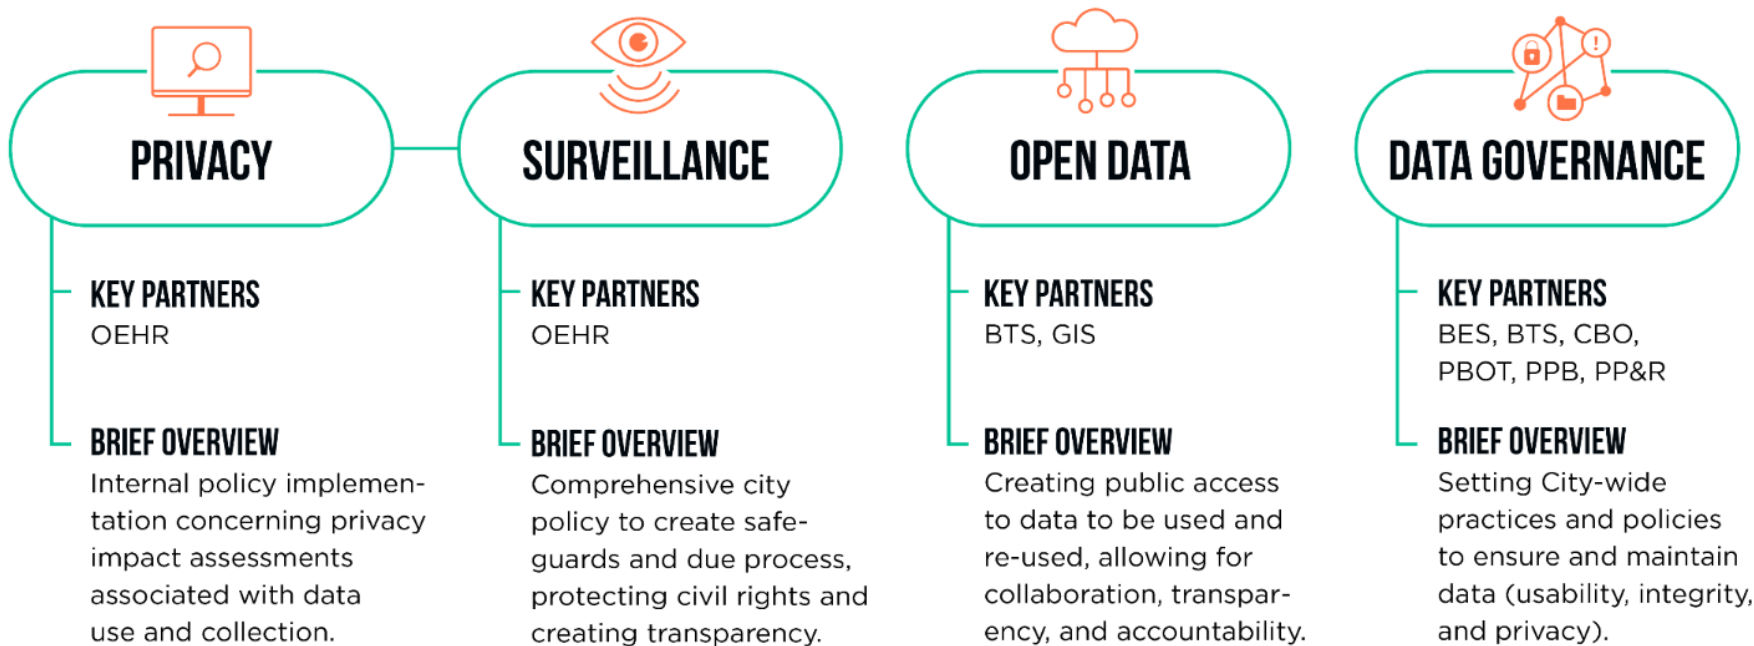 PRIVACY
KEY PARTNERS
OEHR
BRIEF OVERVIEW
Internal policy implemen-
tation concerning privacy
impact assessments
associated with data
use and collection.
SURVEILLANCE
KEY PARTNERS
OEHR
BRIEF OVERVIEW
Comprehensive city
policy to create safe-
guards and due process,
protecting civil rights and
creating transparency.
OPEN DATA
KEY PARTNERS
BTS, GIS
BRIEF OVERVIEW
Creating public access
to data to be used and
re-used, allowing for
collaboration, transpar-
ency, and accountability.
!
DATA GOVERNANCE
KEY PARTNERS
BES, BTS, CBO,
PBOT, PPB, PP&R
BRIEF OVERVIEW
Setting City-wide
practices and policies
to ensure and maintain
data (usability, integrity,
and privacy).